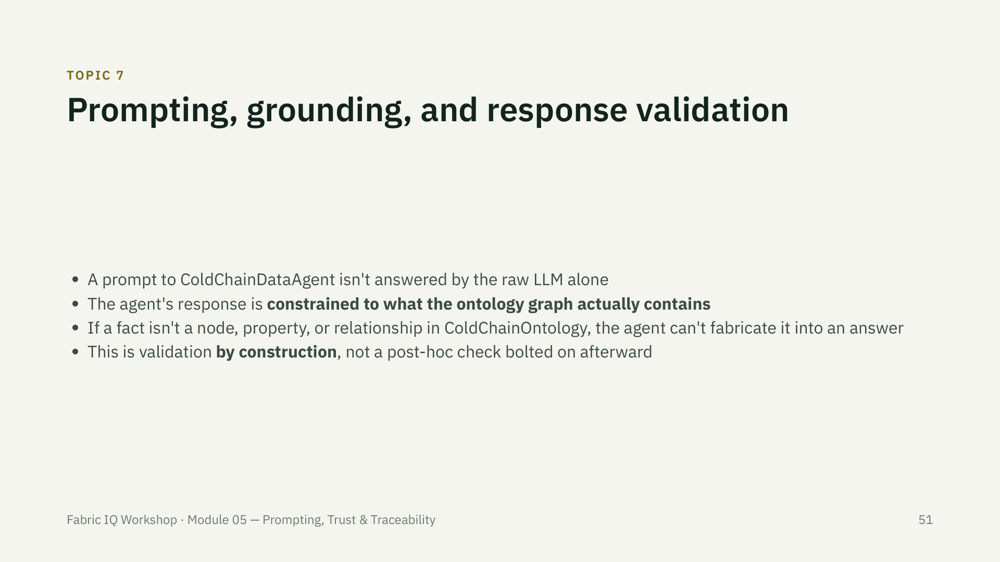 TOPIC 7
Prompting, grounding, and response validation
• A prompt to ColdChainDataAgent isn't answered by the raw LLM alone
• The agent's response is constrained to what the ontology graph actually contains
• If a fact isn't a node, property, or relationship in ColdChainOntology, the agent can't fabricate it into an answer
• This is validation by construction, not a post-hoc check bolted on afterward
Fabric IQ Workshop · Module 05 — Prompting, Trust & Traceability
51